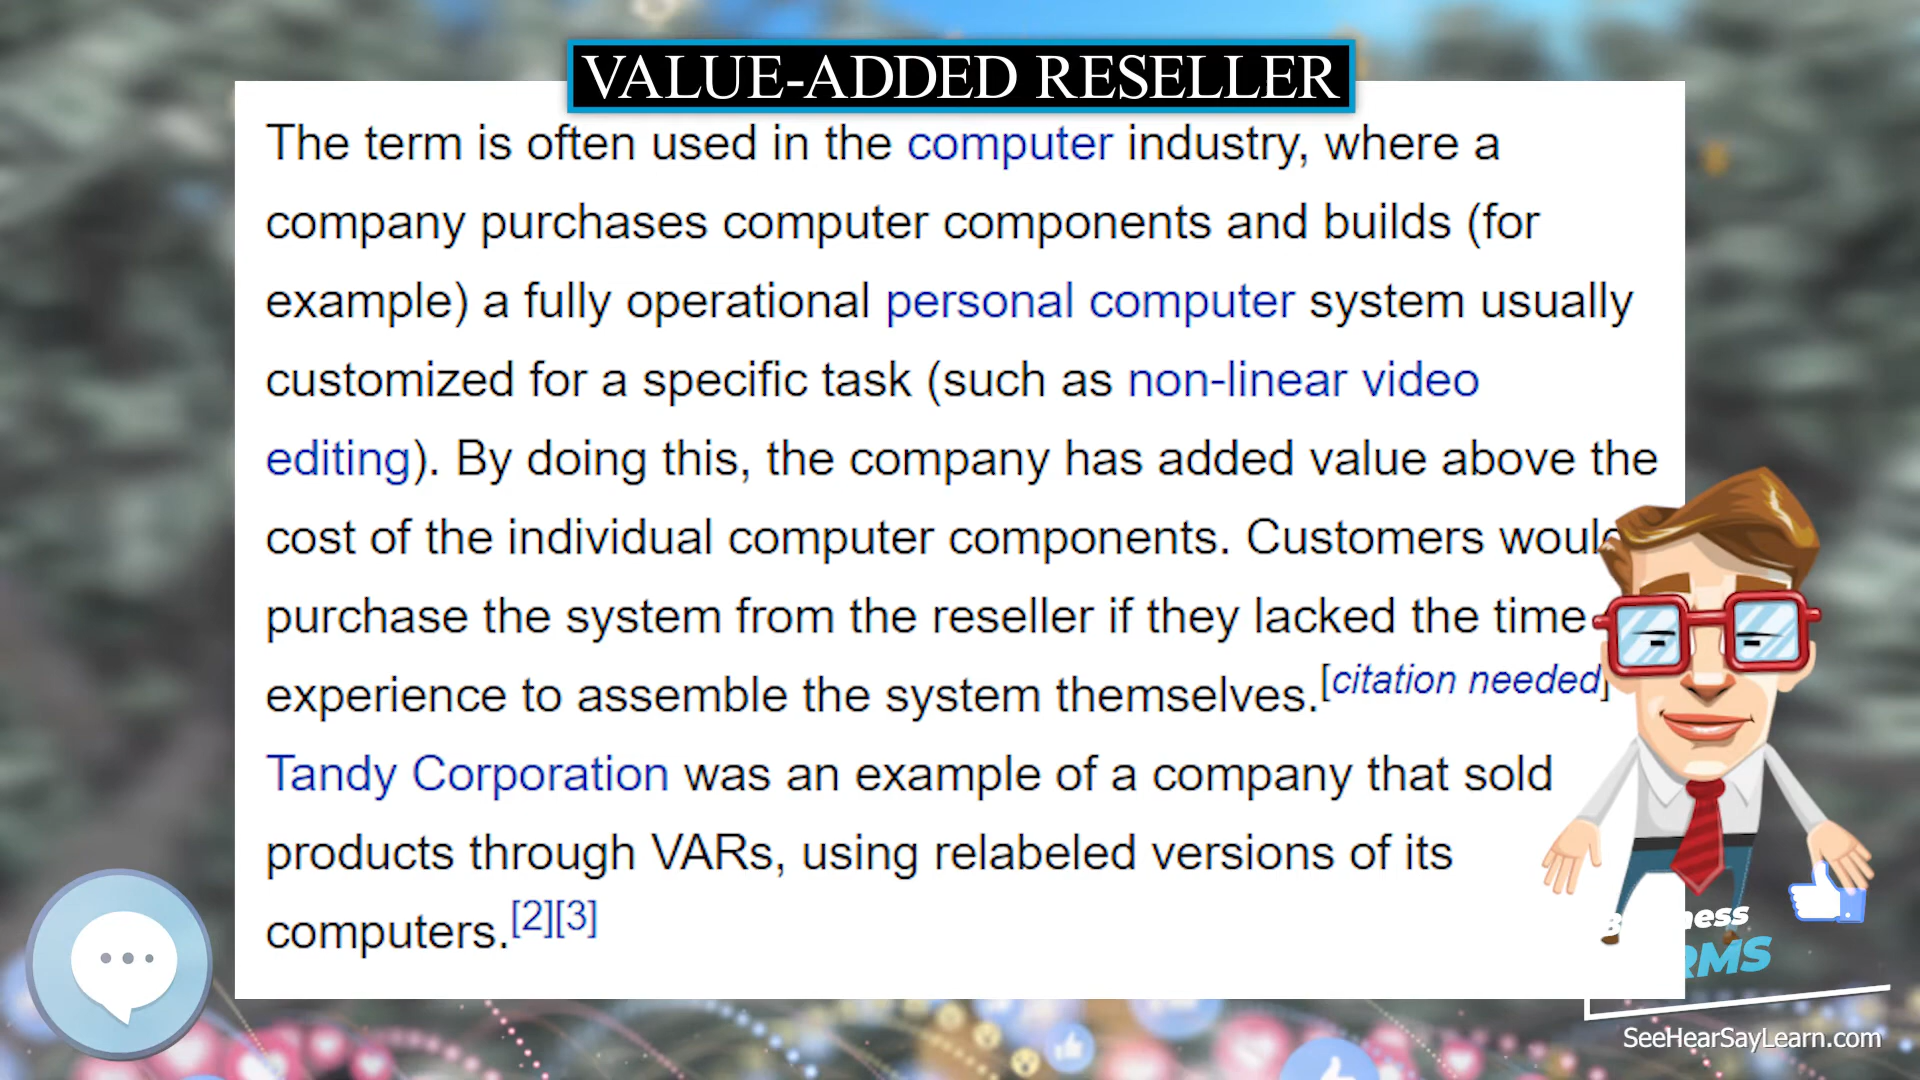 VALUE-ADDED RESELLER
The term is often used in the computer industry, where a
company purchases computer components and builds (for
example) a fully operational personal computer system usually
customized for a specific task (such as non-linear video
editing). By doing this, the company has added value above the
cost of the individual computer components. Customers would
purchase the system from the reseller if they lacked the time
experience to assemble the system themselves.[citation needed]
Tandy Corporation was an example of a company that sold
products through VARs, using relabeled versions of its
computers.[2][3]
SeeHearSayLearn.com